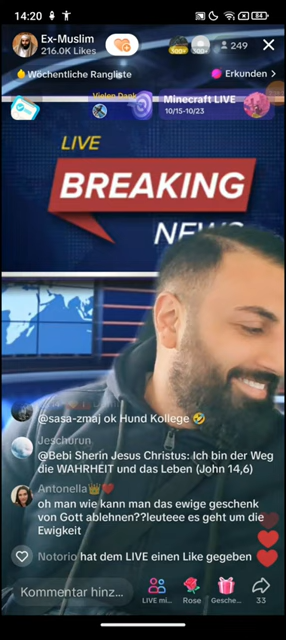 14:20
84
Ex-Muslim
216.0K Likes
300+
300+
249
Wöchentliche Rangliste
Erkunden >
Vielen Dank
Minecraft LIVE
10/15-10/23
LIVE
BREAKING
NEWS
@sasa-zmaj ok Hund Kollege 🤣
Jeschurun
@Bebi Sherin Jesus Christus: Ich bin der Weg
die WAHRHEIT und das Leben (John 14,6)
Antonella👑❤️
oh man wie kann man das ewige geschenk
von Gott ablehnen??leuteee es geht um die
Ewigkeit
Notorio hat dem LIVE einen Like gegeben
Kommentar hinz...
LIVE mi...
Rose
Gesche...
33